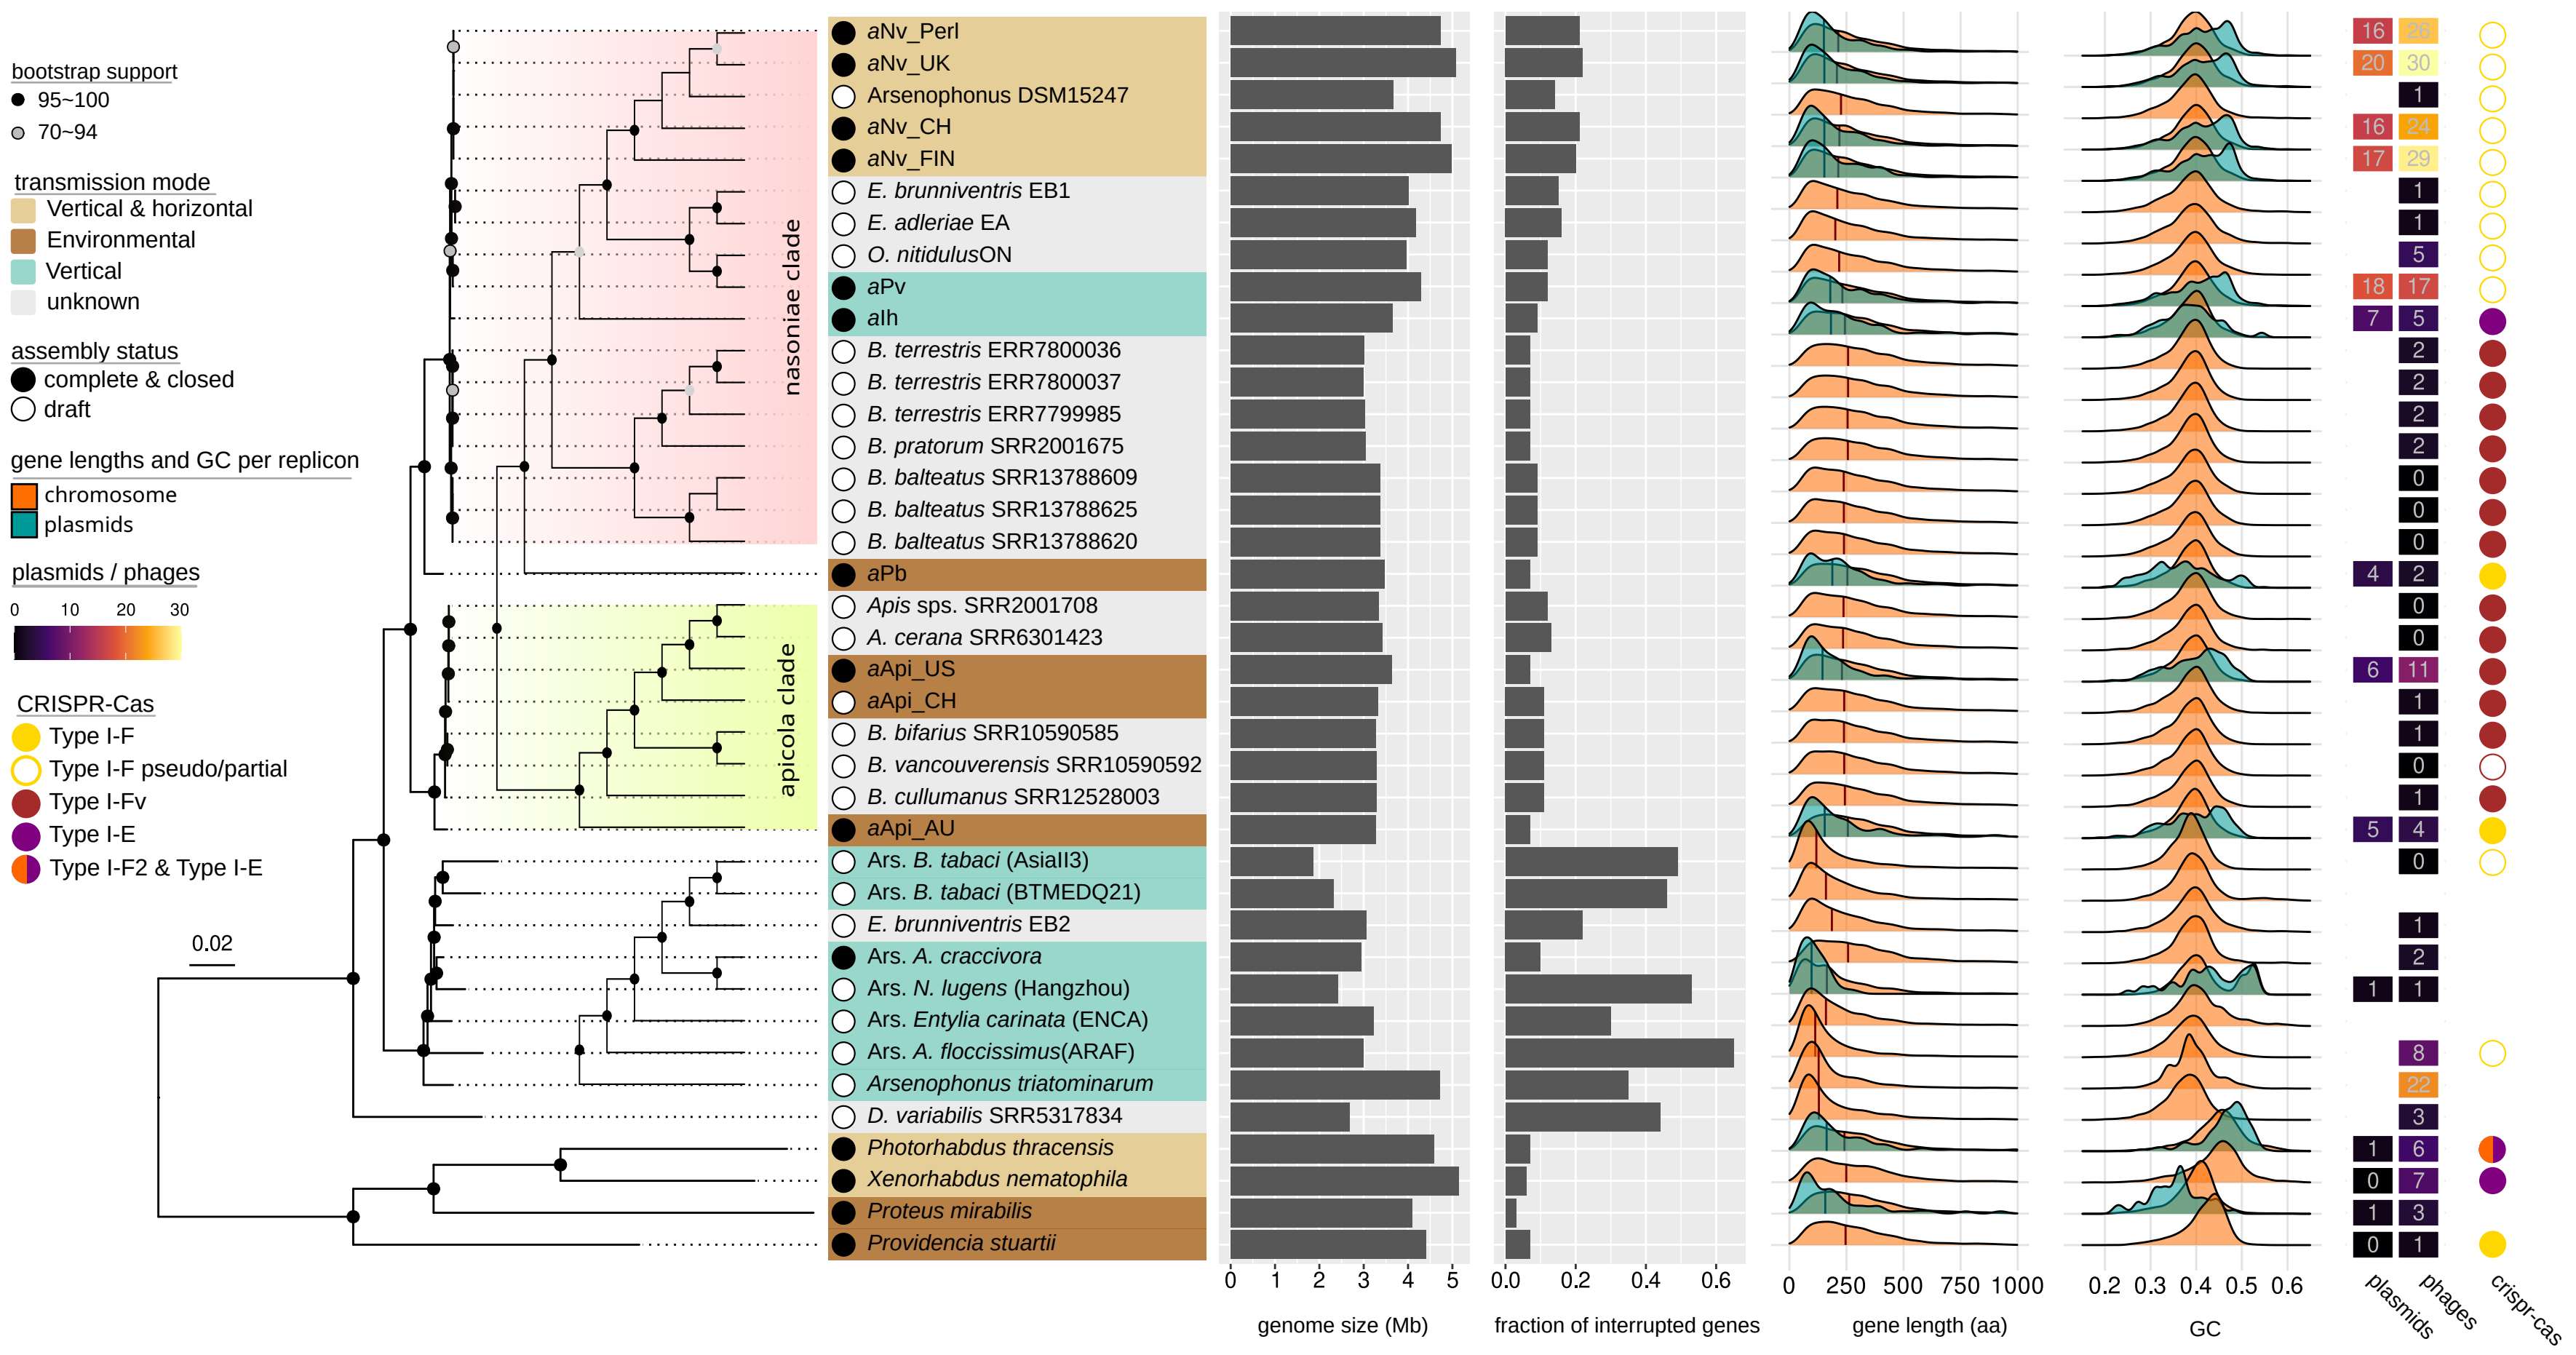 bootstrap support
95~100
70~94
transmission mode
Vertical & horizontal
Environmental
Vertical
unknown
assembly status
complete & closed
draft
gene lengths and GC per replicon
chromosome
plasmids
plasmids / phages
0 10 20 30
CRISPR-Cas
Type I-F
Type I-F pseudo/partial
Type I-Fv
Type I-E
Type I-F2 & Type I-E
0.02
nasoniae clade
apicola clade
aNv_Perl 16 26
aNv_UK 20 30
Arsenophonus DSM15247 1
aNv_CH 16 24
aNv_FIN 17 29
E. brunniventris EB1 1
E. adleriae EA 1
O. nitidulusON 5
aPv 18 17
aIh 7 5
B. terrestris ERR7800036 2
B. terrestris ERR7800037 2
B. terrestris ERR7799985 2
B. pratorum SRR2001675 2
B. balteatus SRR13788609 0
B. balteatus SRR13788625 0
B. balteatus SRR13788620 0
aPb 4 2
Apis sps. SRR2001708 0
A. cerana SRR6301423 0
aApi_US 6 11
aApi_CH 1
B. bifarius SRR10590585 1
B. vancouverensis SRR10590592 0
B. cullumanus SRR12528003 1
aApi_AU 5 4
Ars. B. tabaci (AsiaII3) 0
Ars. B. tabaci (BTMEDQ21)
E. brunniventris EB2 1
Ars. A. craccivora 2
Ars. N. lugens (Hangzhou) 1 1
Ars. Entylia carinata (ENCA)
Ars. A. floccissimus(ARAF) 8
Arsenophonus triatominarum 22
D. variabilis SRR5317834 3
Photorhabdus thracensis 1 6
Xenorhabdus nematophila 0 7
Proteus mirabilis 1 3
Providencia stuartii 0 1
0 1 2 3 4 5
genome size (Mb)
0.0 0.2 0.4 0.6
fraction of interrupted genes
0 250 500 750 1000
gene length (aa)
0.2 0.3 0.4 0.5 0.6
GC
plasmids
phages
crispr-cas